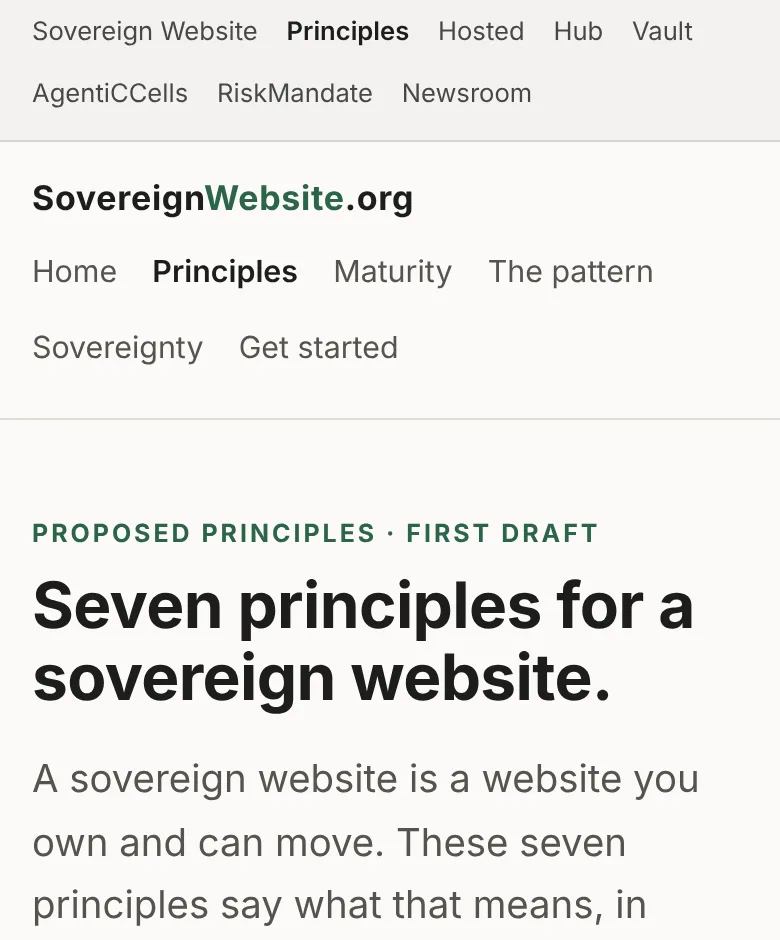 Sovereign Website Principles Hosted Hub Vault
AgentiCCells RiskMandate Newsroom
SovereignWebsite.org
Home Principles Maturity The pattern
Sovereignty Get started
PROPOSED PRINCIPLES · FIRST DRAFT
Seven principles for a
sovereign website.
A sovereign website is a website you
own and can move. These seven
principles say what that means, in